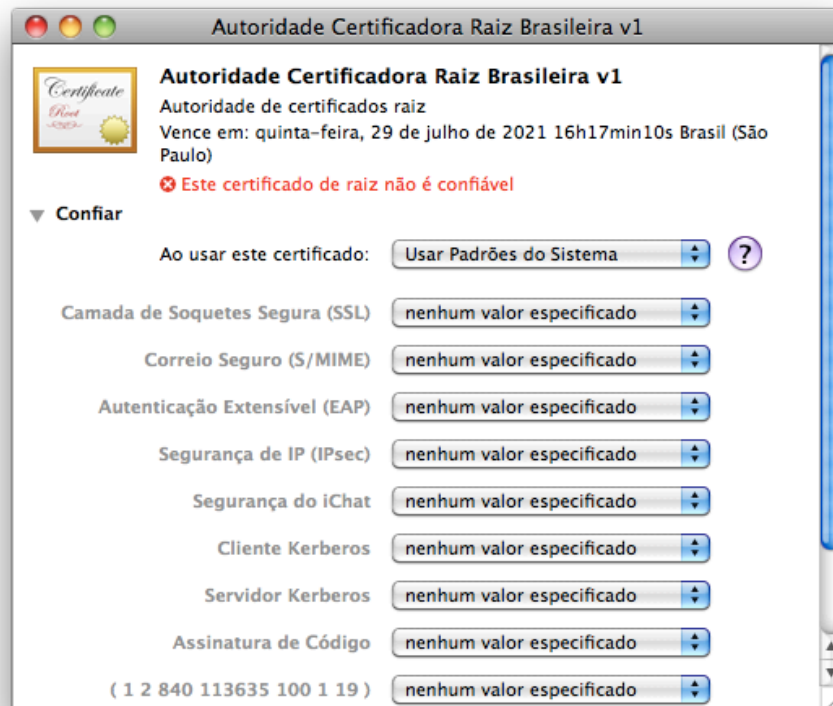 Autoridade Certificadora Raiz Brasileira v1
Certificate
Root
Autoridade Certificadora Raiz Brasileira v1
Autoridade de certificados raiz
Vence em: quinta-feira, 29 de julho de 2021 16h17min10s Brasil (São
Paulo)
Este certificado de raiz não é confiável
Confiar
Ao usar este certificado: Usar Padrões do Sistema ?
Camada de Soquetes Segura (SSL) nenhum valor especificado
Correio Seguro (S/MIME) nenhum valor especificado
Autenticação Extensível (EAP) nenhum valor especificado
Segurança de IP (IPsec) nenhum valor especificado
Segurança do iChat nenhum valor especificado
Cliente Kerberos nenhum valor especificado
Servidor Kerberos nenhum valor especificado
Assinatura de Código nenhum valor especificado
( 1 2 840 113635 100 1 19 ) nenhum valor especificado